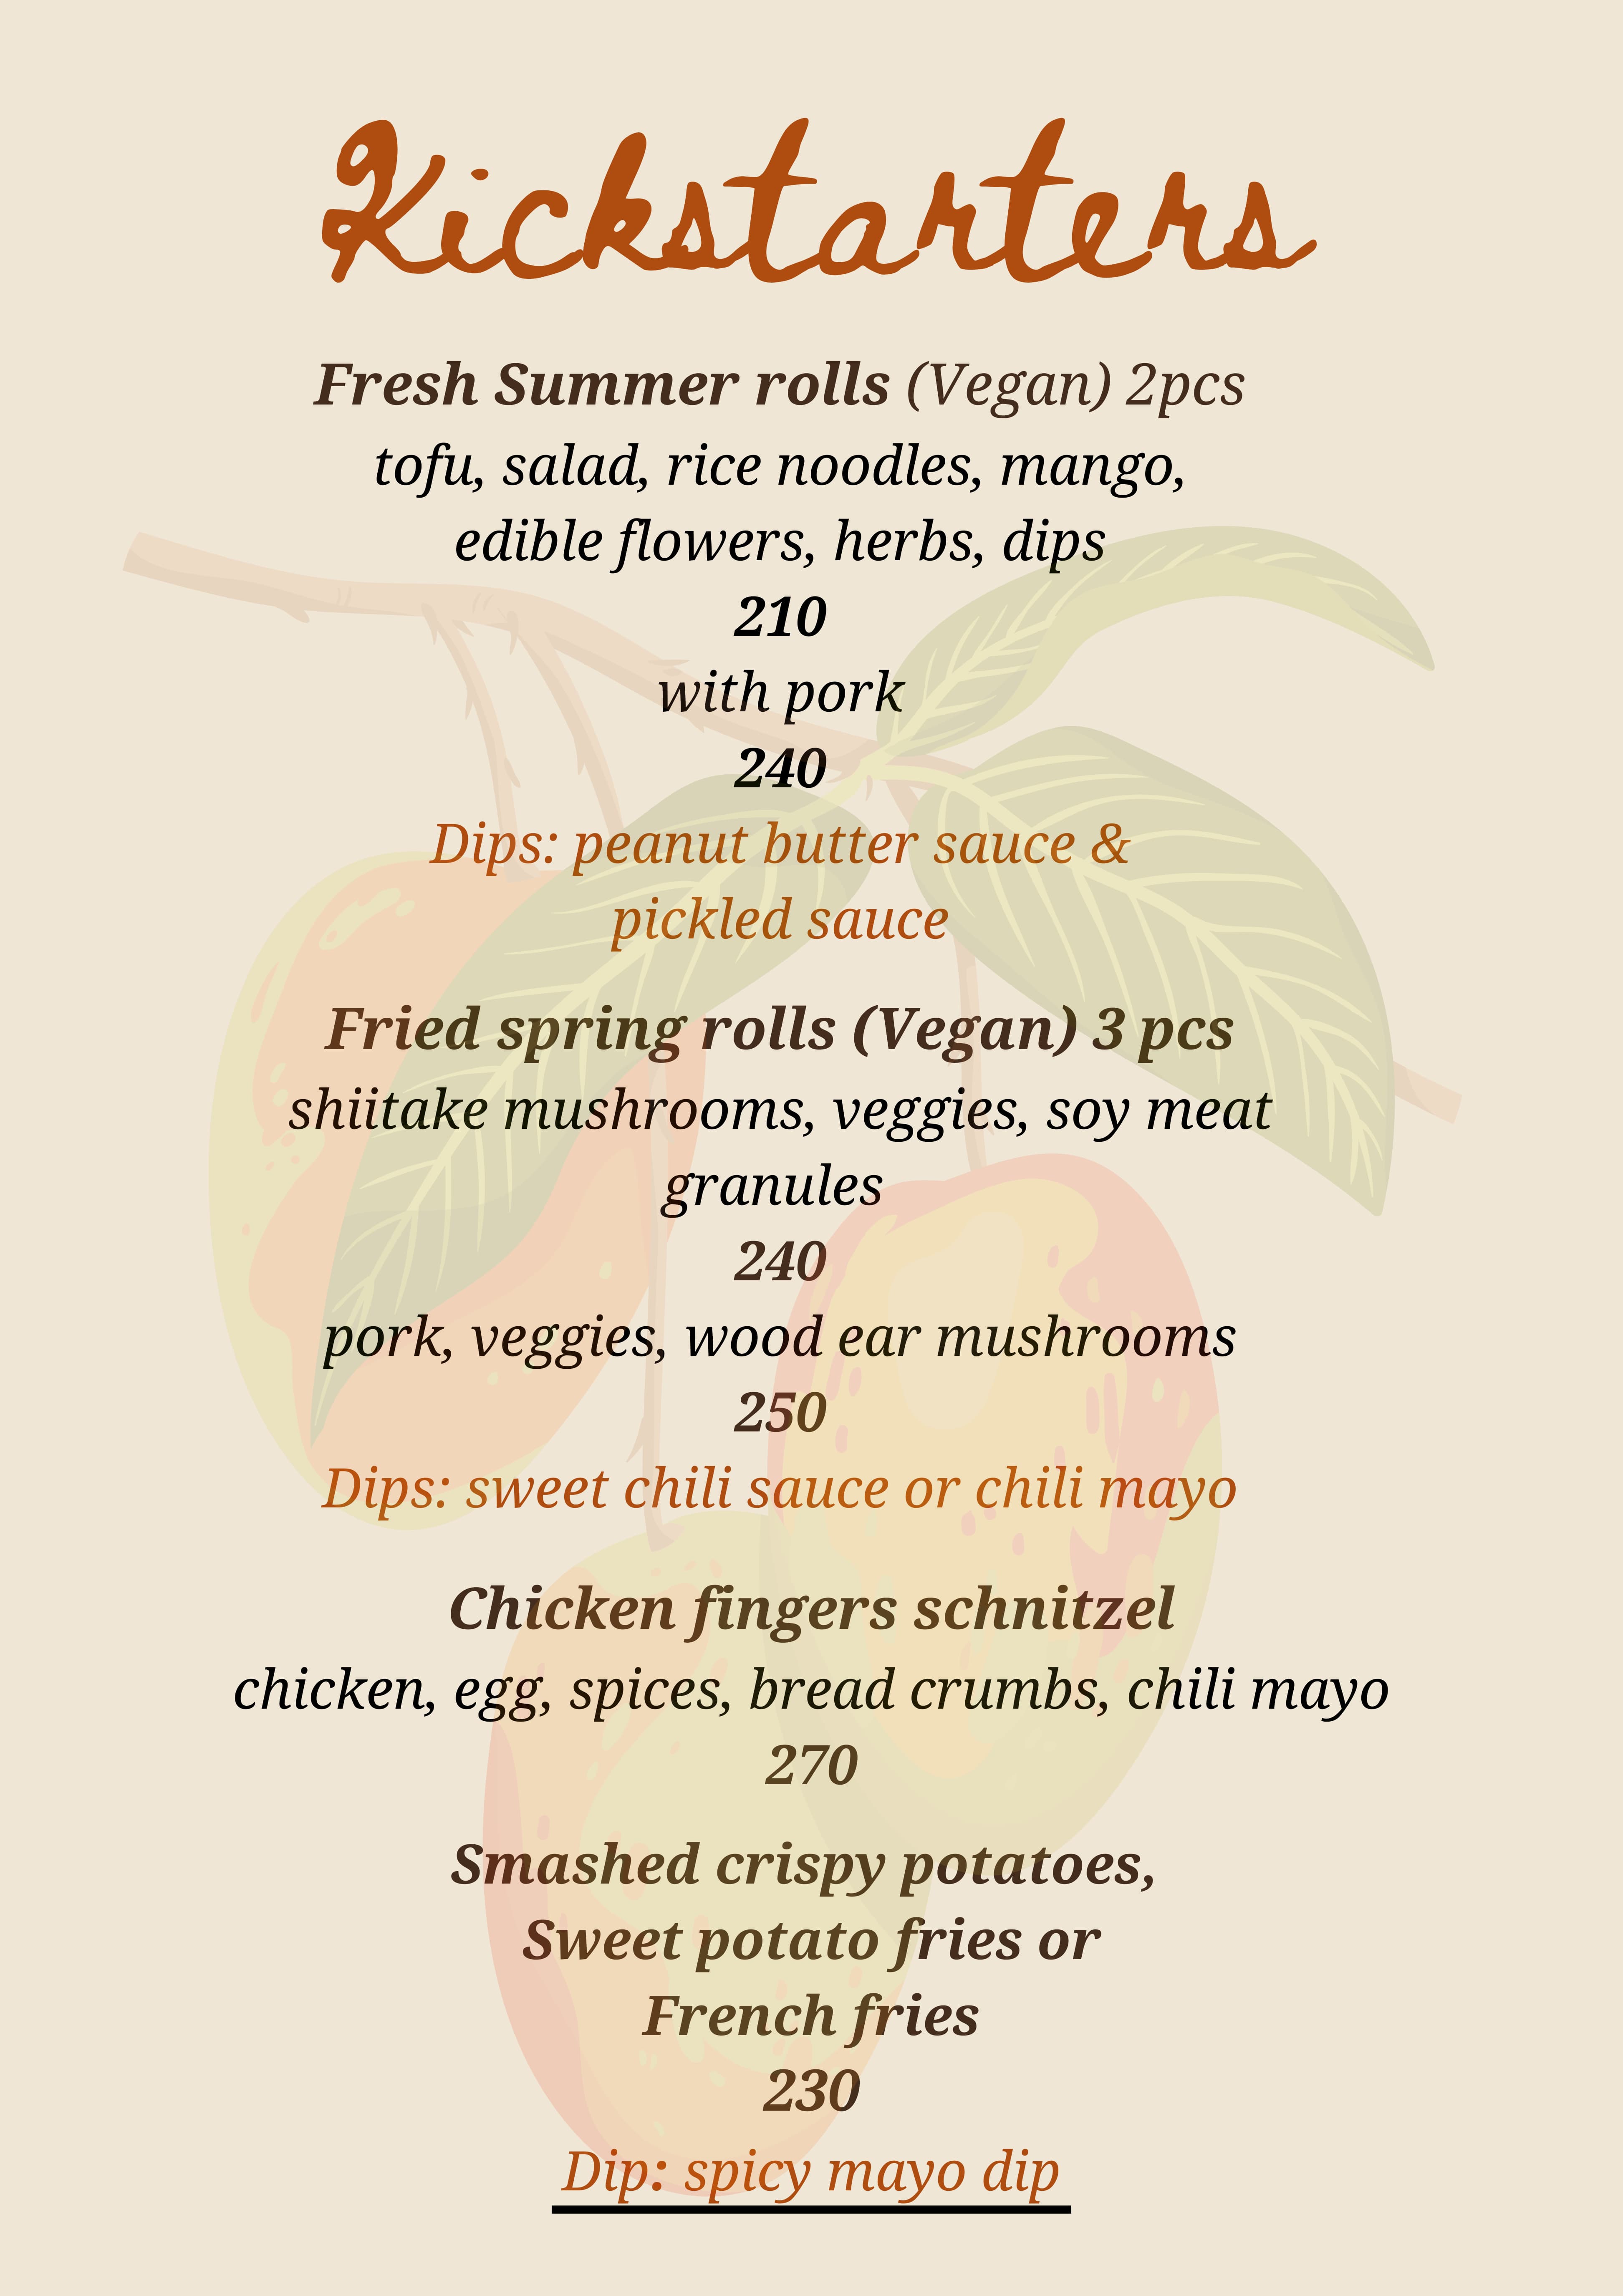 Kickstarters
Fresh Summer rolls (Vegan) 2pcs
tofu, salad, rice noodles, mango,
edible flowers, herbs, dips
210
with pork
240
Dips: peanut butter sauce &
pickled sauce
Fried spring rolls (Vegan) 3 pcs
shiitake mushrooms, veggies, soy meat
granules
240
pork, veggies, wood ear mushrooms
250
Dips: sweet chili sauce or chili mayo
Chicken fingers schnitzel
chicken, egg, spices, bread crumbs, chili mayo
270
Smashed crispy potatoes,
Sweet potato fries or
French fries
230
Dip: spicy mayo dip